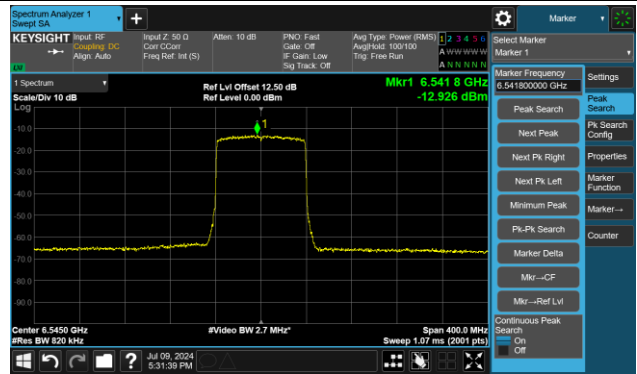 Spectrum Analyzer 1
Swept SA
Marker
KEYSIGHT
Input: RF
Coupling: DC
Align: Auto
Input Z: 50 Ω
Corr CCorr
Freq Ref: Int (S)
Atten: 10 dB
PNO: Fast
Gate: Off
IF Gain: Low
Sig Track: Off
Avg Type: Power (RMS)
Avg|Hold: 100/100
Trig: Free Run
1 2 3 4 5 6
A W W W W W
A N N N N N
Select Marker
Marker 1
1 Spectrum
Scale/Div 10 dB
Log
Ref Lvl Offset 12.50 dB
Ref Level 0.00 dBm
Mkr1 6.541 8 GHz
-12.926 dBm
1
-10.0
-20.0
-30.0
-40.0
-50.0
-60.0
-70.0
-80.0
-90.0
Center 6.5450 GHz
#Res BW 820 kHz
#Video BW 2.7 MHz*
Span 400.0 MHz
Sweep 1.07 ms (2001 pts)
Marker Frequency
6.541800000 GHz
Peak Search
Next Peak
Next Pk Right
Next Pk Left
Minimum Peak
Pk-Pk Search
Marker Delta
Mkr→CF
Mkr→Ref Lvl
Continuous Peak
Search
On
Off
Settings
Peak
Search
Pk Search
Config
Properties
Marker
Function
Marker→
Counter
?
Jul 09, 2024
5:31:39 PM